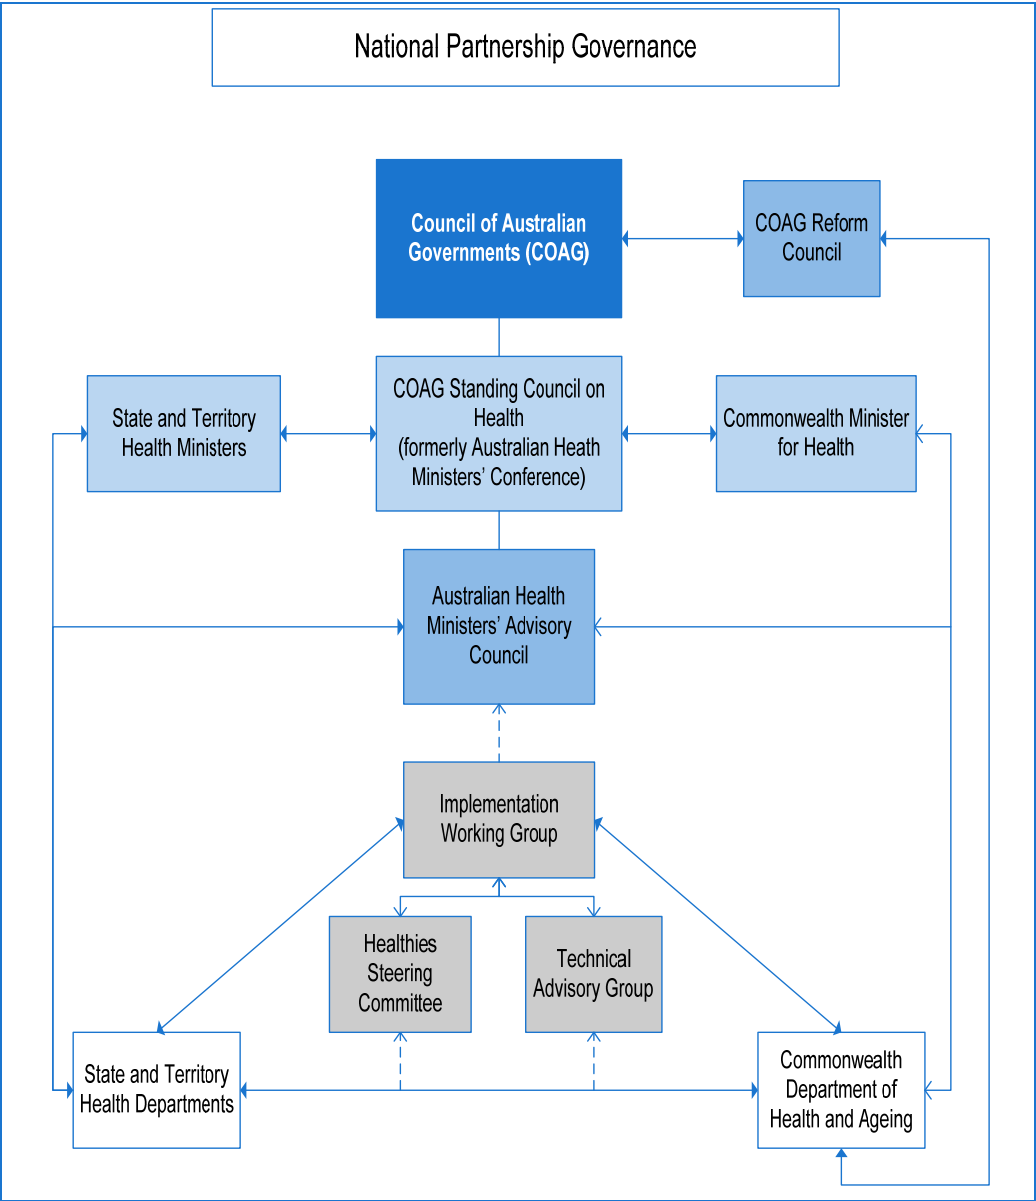 National Partnership Governance
Council of Australian
Governments (COAG)
COAG Reform
Council
State and Territory
Health Ministers
COAG Standing Council on
Health
(formerly Australian Heath
Ministers’ Conference)
Commonwealth Minister
for Health
Australian Health
Ministers’ Advisory
Council
Implementation
Working Group
Healthies
Steering
Committee
Technical
Advisory Group
State and Territory
Health Departments
Commonwealth
Department of
Health and Ageing